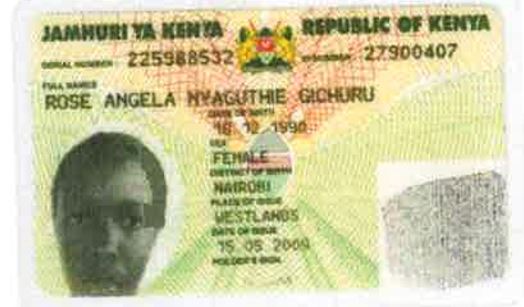 JAMHURI YA KENYA REPUBLIC OF KENYA
SERIAL NUMBER 225988532 ID NUMBER 27900407
FULL NAMES
ROSE ANGELA NYAGUTHIE GICHURU
DATE OF BIRTH
18 12 1990
SEX
FEMALE
DISTRICT OF BIRTH
NAIROBI
PLACE OF ISSUE
WESTLANDS
DATE OF ISSUE
15 05 2009
HOLDER'S SIGN.